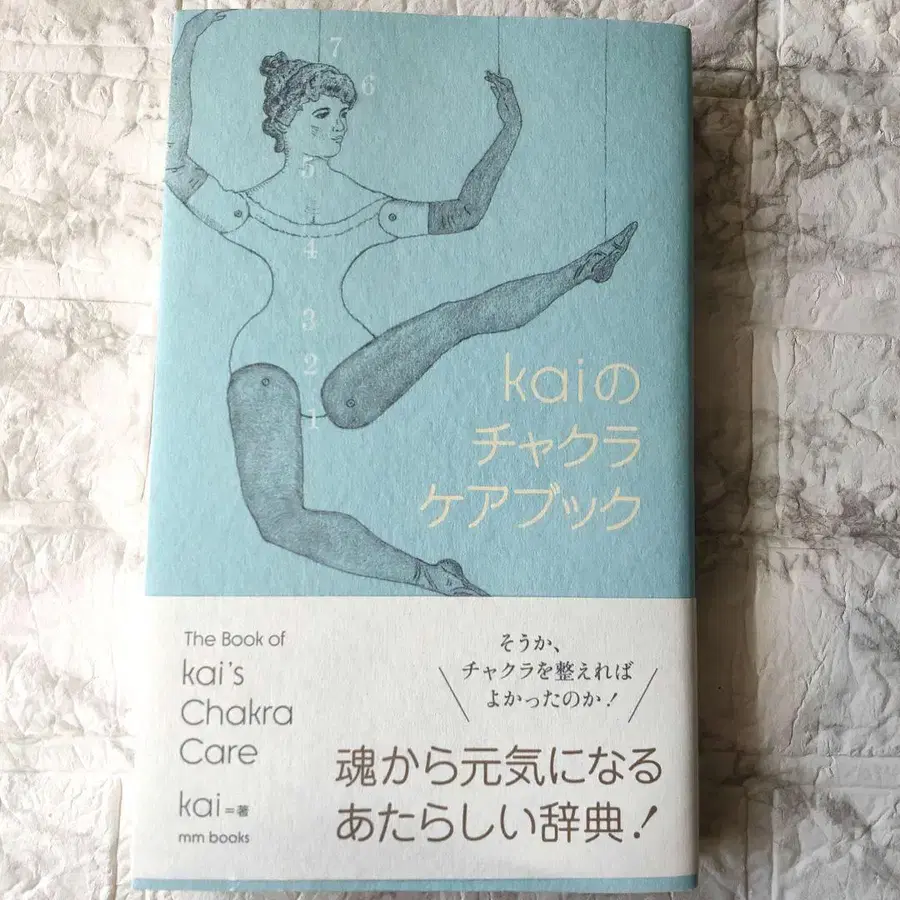 7
6
5
4
3
2
1
kaiの
チャクラ
ケアブック
The Book of
kai's
Chakra
Care
kai=著
mm books
そうか、
チャクラを整えれば
よかったのか!
魂から元気になる
あたらしい辞典!